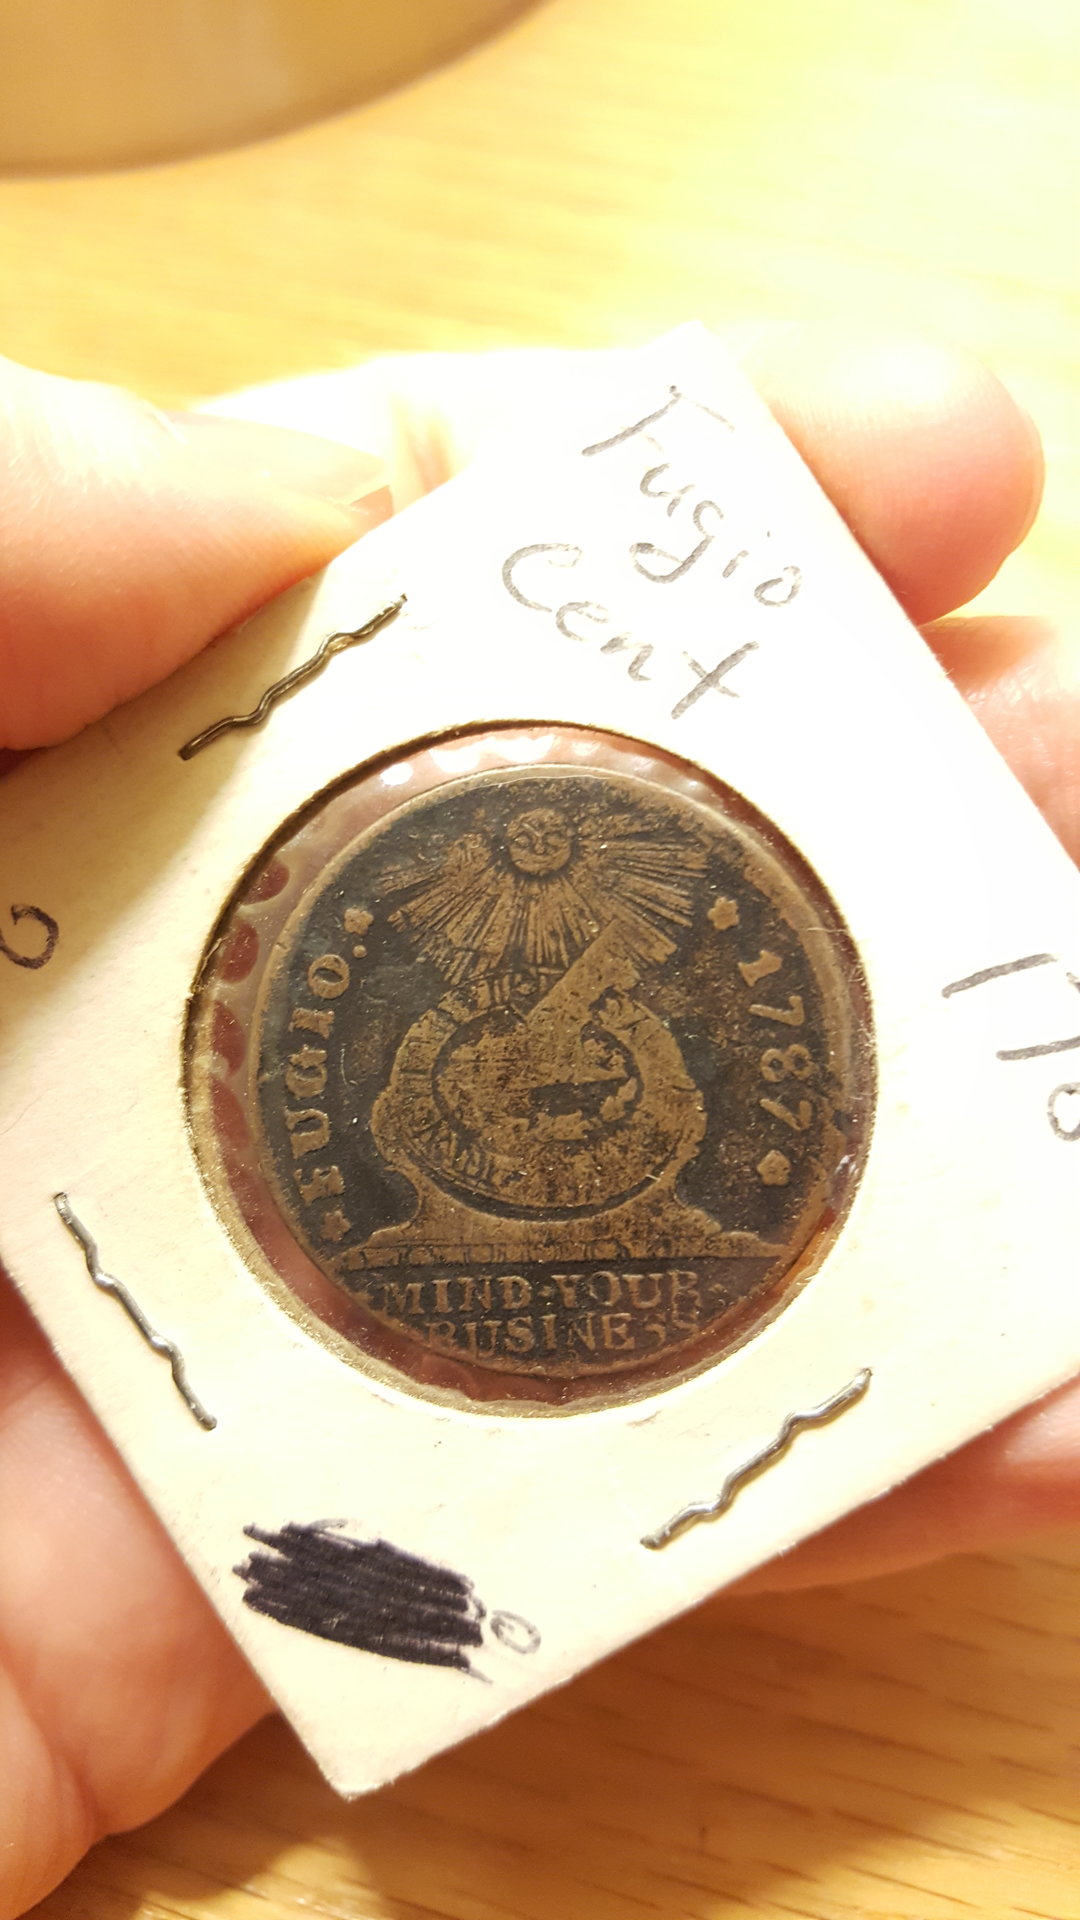 Fugio
Cent
FUGIO.
1787
MIND YOUR
BUSINESS